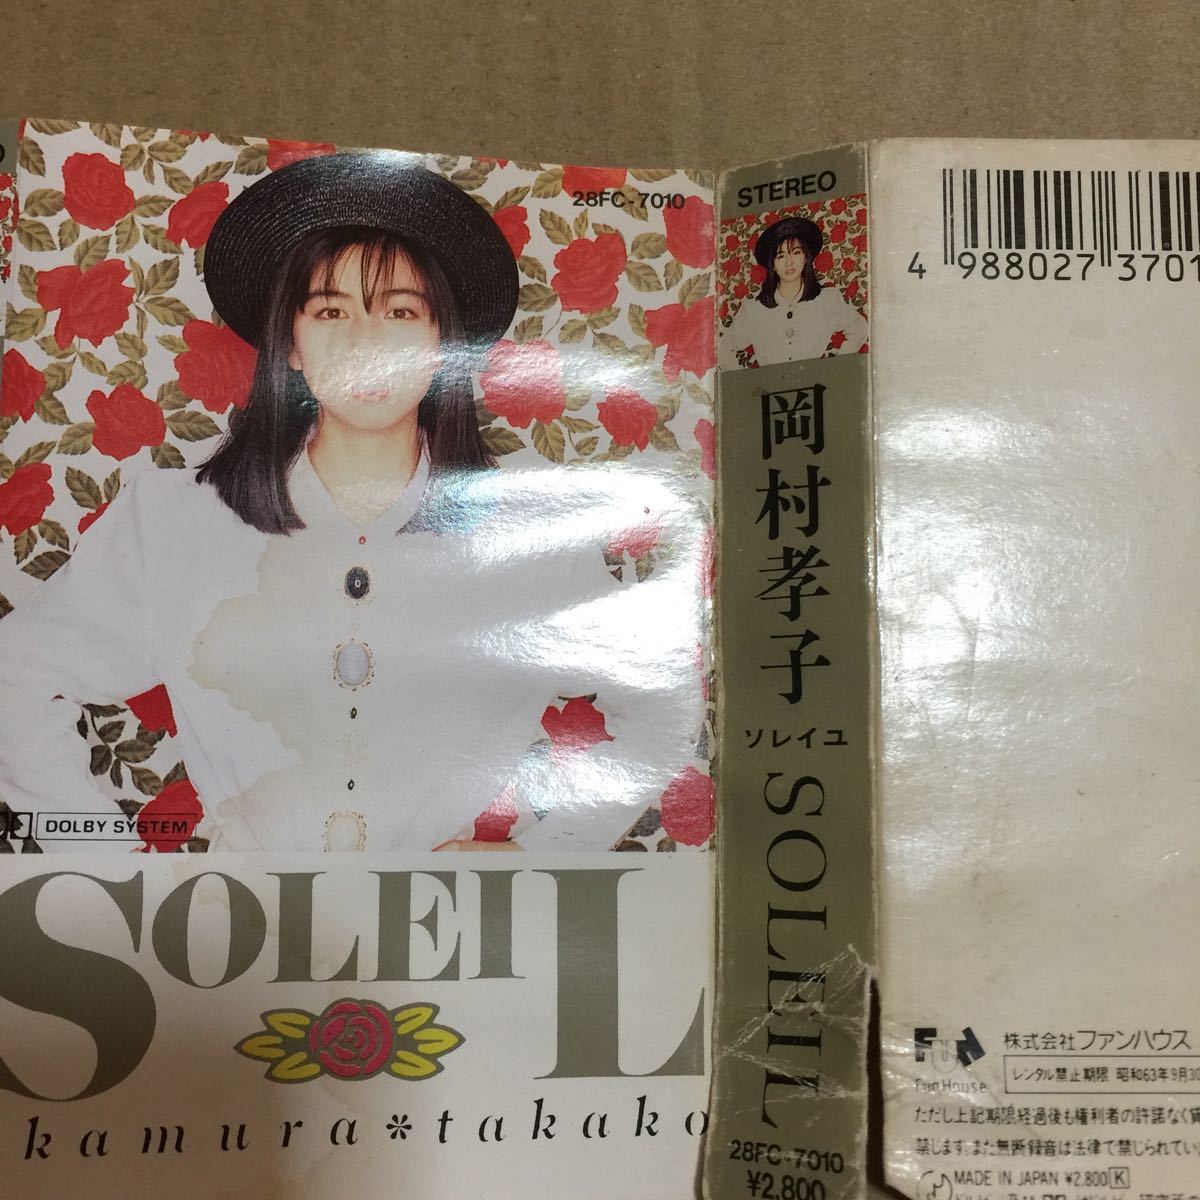 28FC-7010
DOLBY SYSTEM
SOLEIL
kamura*takako
STEREO
岡村孝子
ソレイユ
SOLEIL
28FC-7010
¥2,800
4 988027 3701
FUN
Fun House
株式会社ファンハウス
レンタル禁止期限 昭和63年9月30
ただし上記期限経過後も権利者の許諾なく賃
禁じます。また無断録音は法律で禁じられてい
MADE IN JAPAN ¥2,800 K